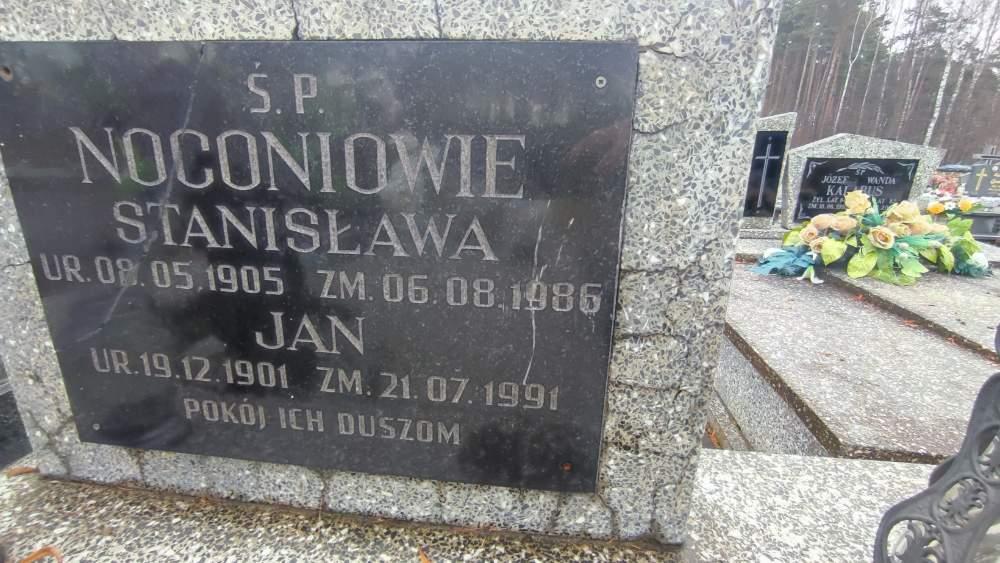 Ś.P.
NOCONIOWIE
STANISŁAWA
UR.08.05.1905 ZM.06.08.1986
JAN
UR.19.12.1901 ZM.21.07.1991
POKÓJ ICH DUSZOM
ŚP
JÓZEF WANDA